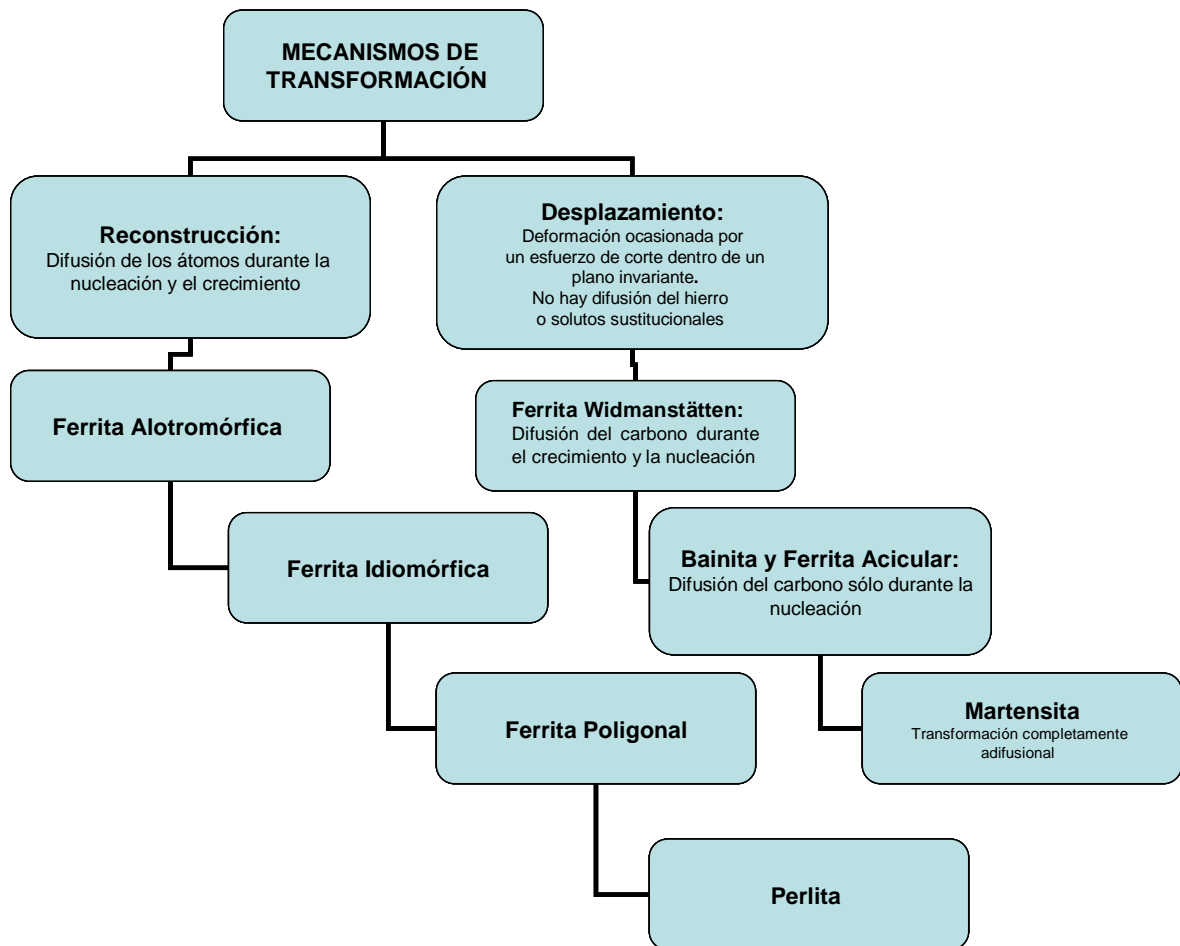 MECANISMOS DE
TRANSFORMACIÓN
Reconstrucción:
Difusión de los átomos durante la
nucleación y el crecimiento
Desplazamiento:
Deformación ocasionada por
un esfuerzo de corte dentro de un
plano invariante.
No hay difusión del hierro
o solutos sustitucionales
Ferrita Alotromórfica
Ferrita Widmanstätten:
Difusión del carbono durante
el crecimiento y la nucleación
Ferrita Idiomórfica
Bainita y Ferrita Acicular:
Difusión del carbono sólo durante la
nucleación
Ferrita Poligonal
Martensita
Transformación completamente
adifusional
Perlita